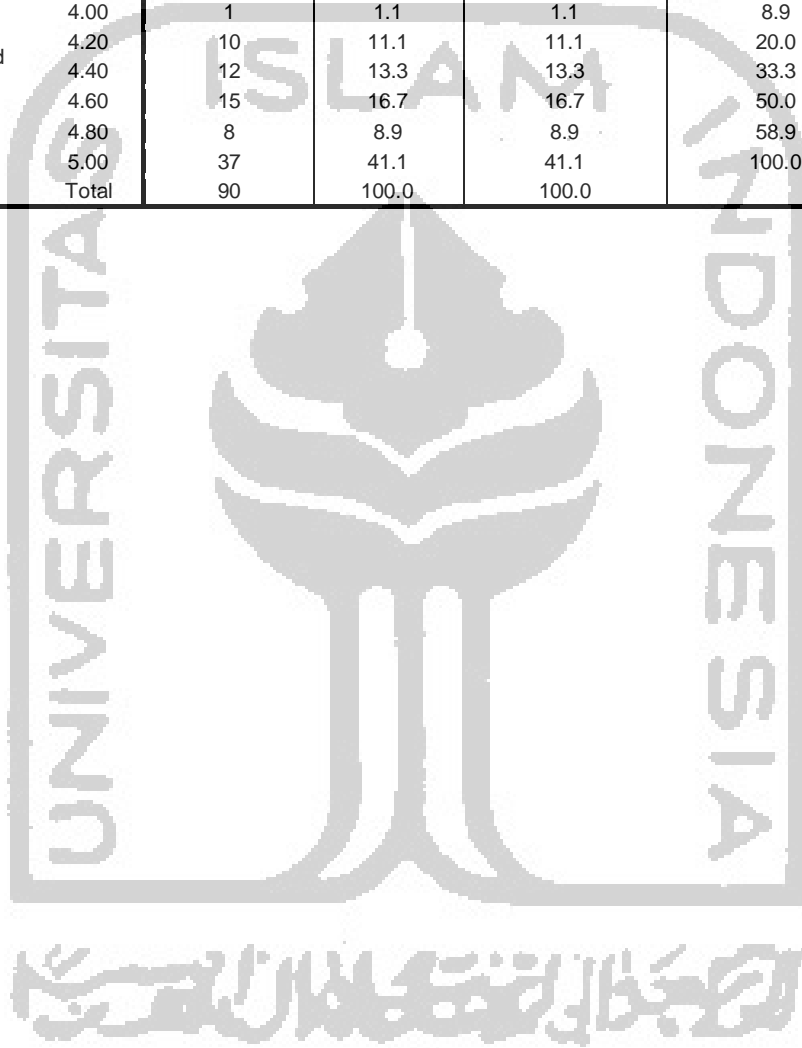 4.00 1 1.1 1.1 8.9
4.20 10 11.1 11.1 20.0
d
4.40 12 13.3 13.3 33.3
4.60 15 16.7 16.7 50.0
4.80 8 8.9 8.9 58.9
5.00 37 41.1 41.1 100.0
Total 90 100.0 100.0
UNIVERSITAS
ISLAM
INDONESIA